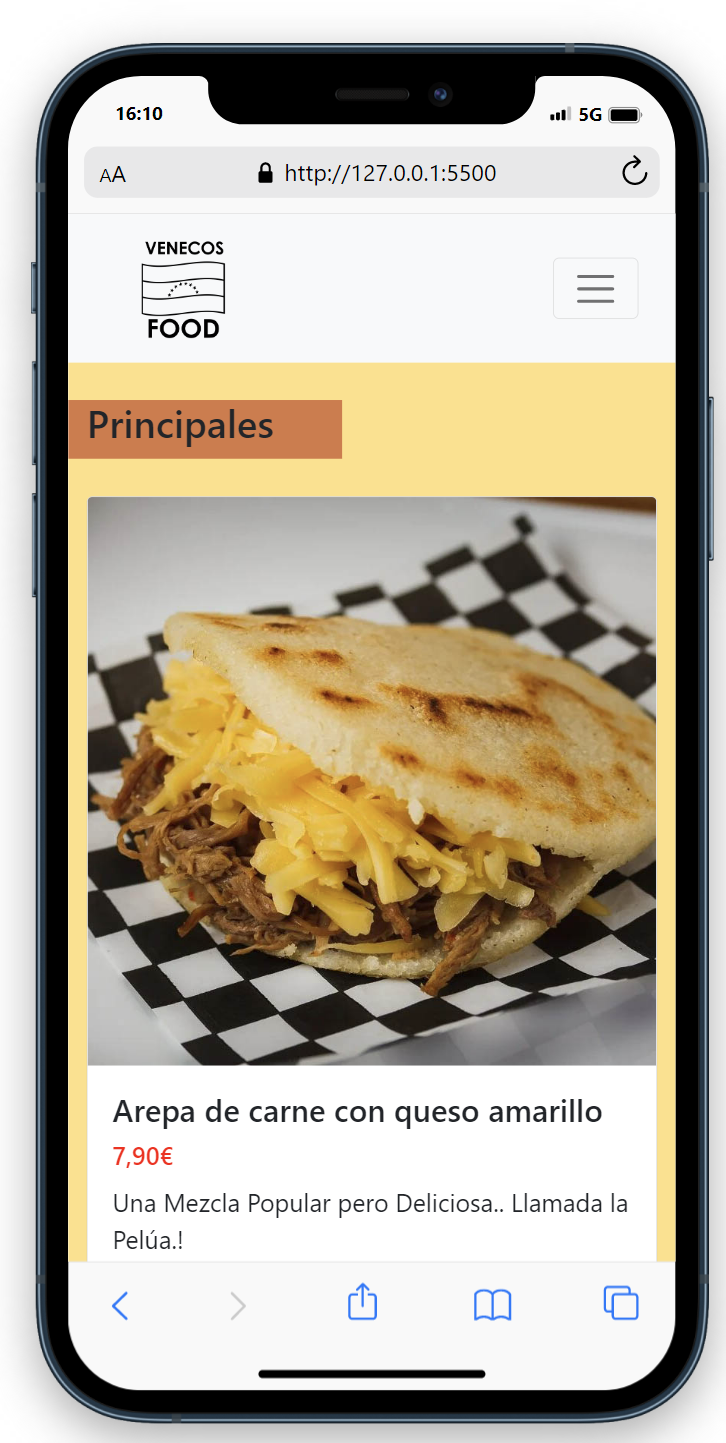 16:10
5G
AA
http://127.0.0.1:5500
VENECOS
FOOD
Principales
Arepa de carne con queso amarillo
7,90€
Una Mezcla Popular pero Deliciosa.. Llamada la
Pelúa.!